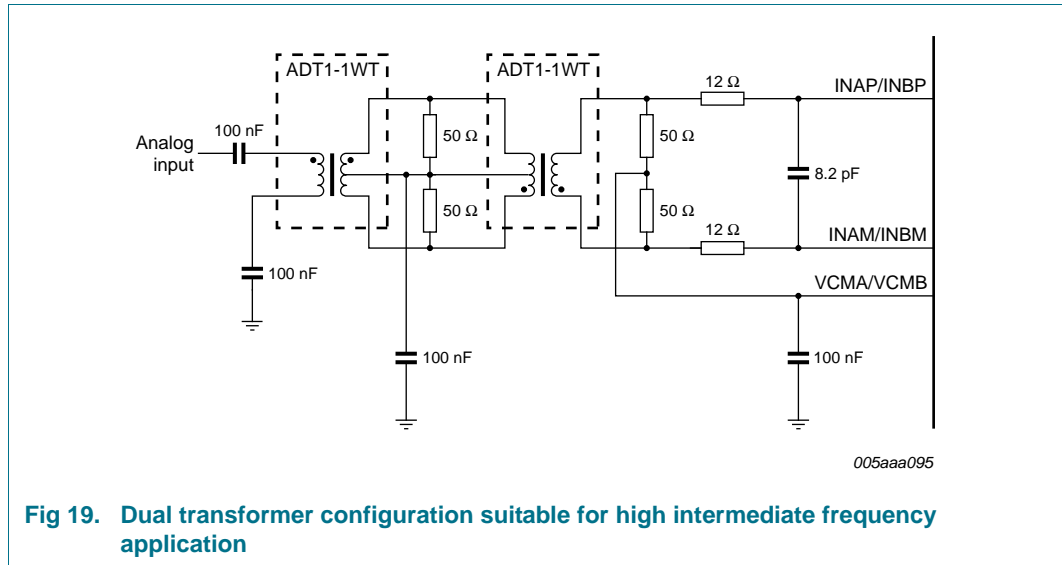 ADT1-1WT
ADT1-1WT
12 Ω
INAP/INBP
100 nF
Analog
input
50 Ω
50 Ω
8.2 pF
50 Ω
50 Ω
12 Ω
INAM/INBM
100 nF
VCMA/VCMB
100 nF
100 nF
005aaa095
Fig 19. Dual transformer configuration suitable for high intermediate frequency
application